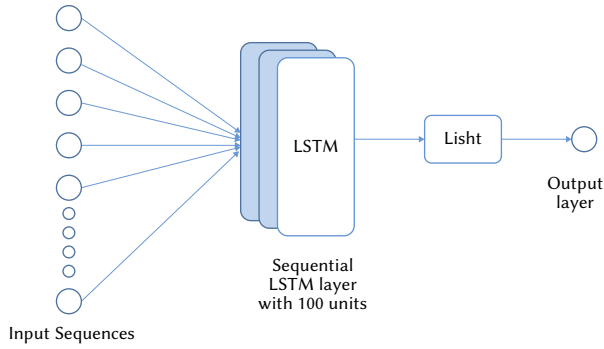 LSTM
Lisht
Output
layer
Sequential
LSTM layer
with 100 units
Input Sequences